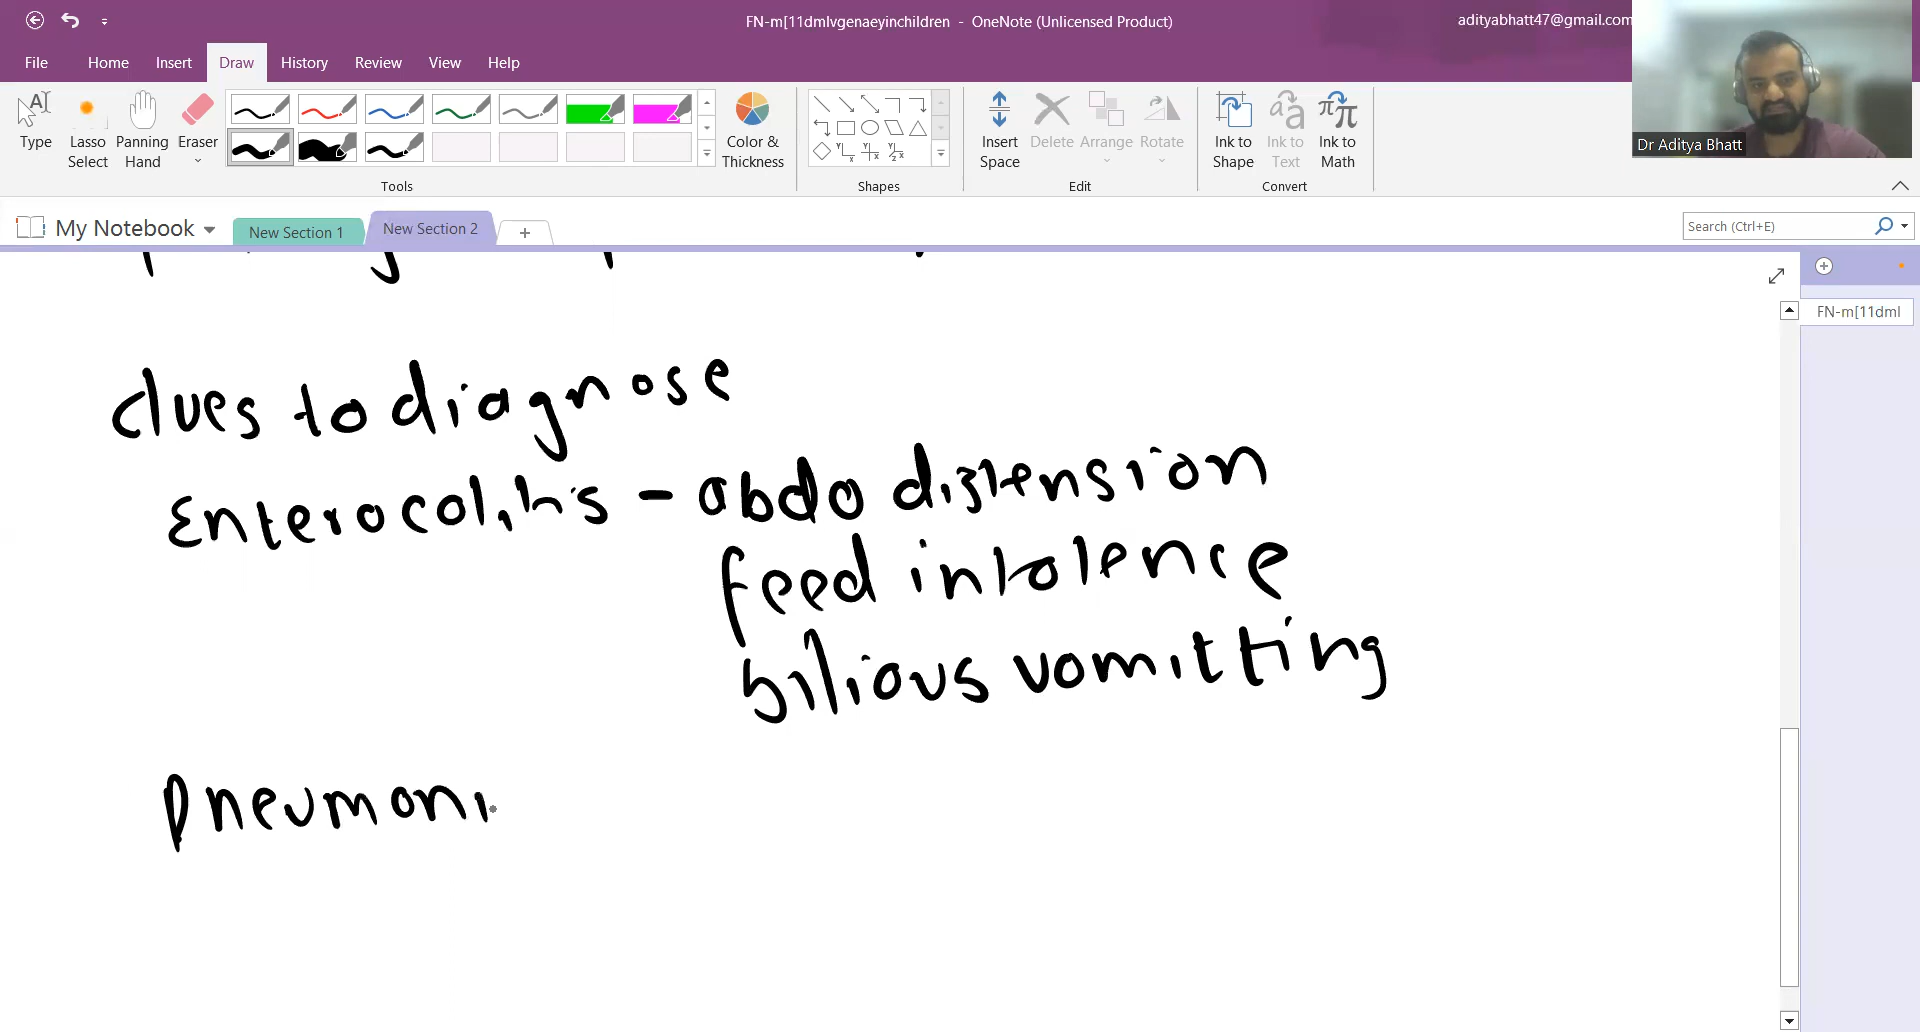 FN-m[11dmlvgenaeyinchildren - OneNote (Unlicensed Product)
adityabhatt47@gmail.com
File Home Insert Draw History Review View Help
Type
Lasso Select
Panning Hand
Eraser
Color & Thickness
Insert Space
Delete
Arrange
Rotate
Ink to Shape
Ink to Text
Ink to Math
Dr Aditya Bhatt
Tools Shapes Edit Convert
My Notebook New Section 1 New Section 2
Search (Ctrl+E)
FN-m[11dml
clues to diagnose
Enterocolitis - abdo distension
feed intolence
bilious vomitting
Pneumoni